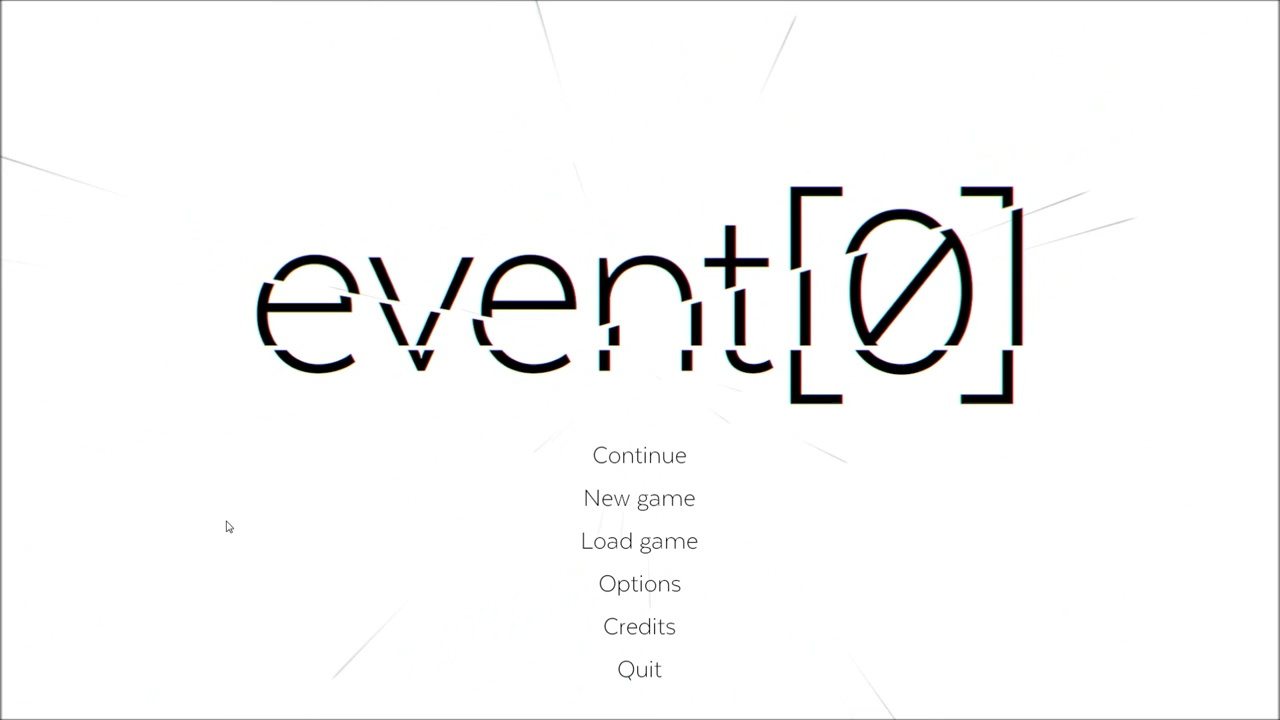 event[0]
Continue
New game
Load game
Options
Credits
Quit